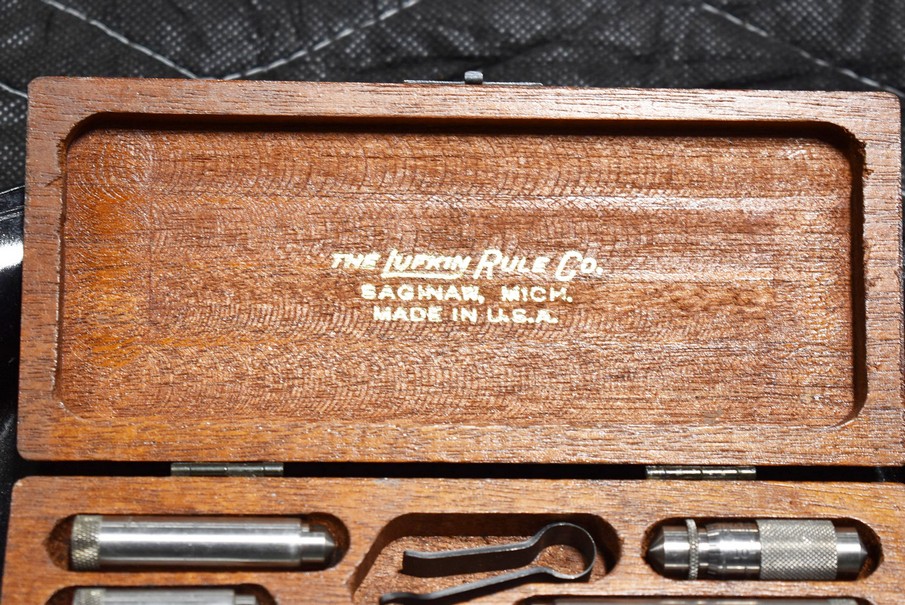 THE LUFKIN RULE CO.
SAGINAW, MICH.
MADE IN U.S.A.